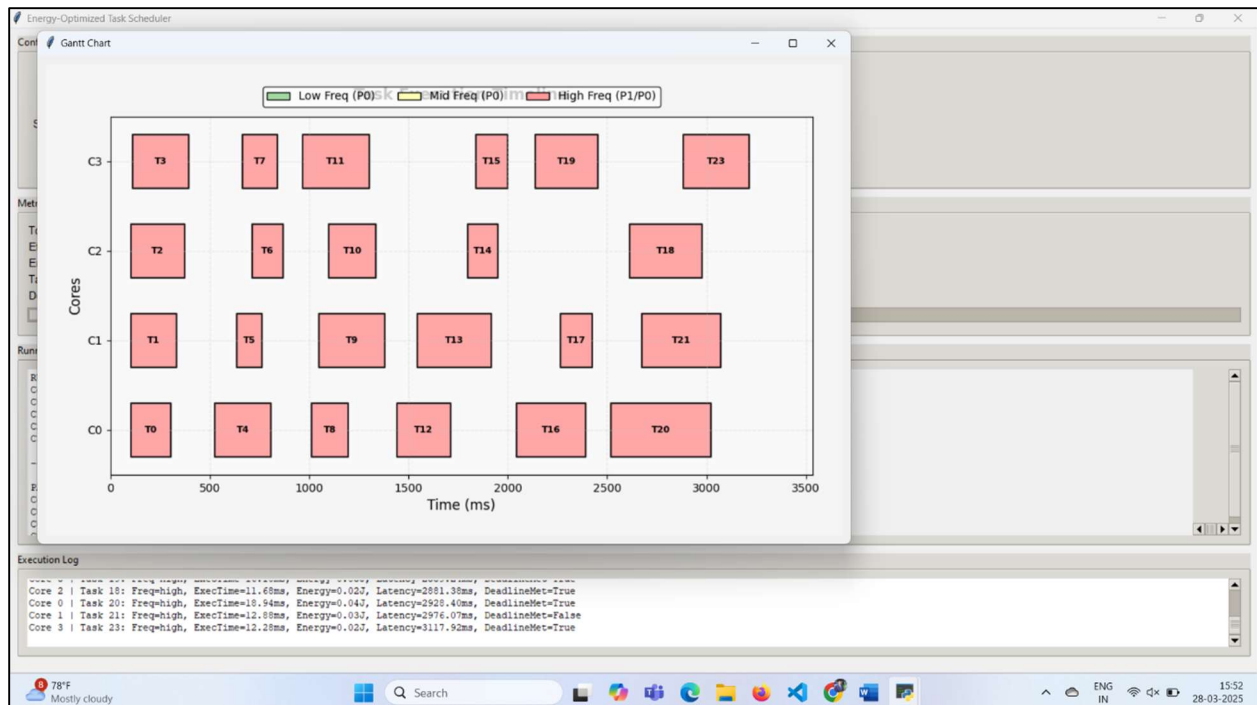 Energy-Optimized Task Scheduler
Gantt Chart
Task Execution Timeline
Low Freq (P0) Mid Freq (P0) High Freq (P1/P0)
C3 T3 T7 T11 T15 T19 T23
C2 T2 T6 T10 T14 T18
C1 T1 T5 T9 T13 T17 T21
C0 T0 T4 T8 T12 T16 T20
Cores
0 500 1000 1500 2000 2500 3000 3500
Time (ms)
Execution Log
Core 2 | Task 18: Freq=high, ExecTime=11.68ms, Energy=0.02J, Latency=2881.38ms, DeadlineMet=True
Core 0 | Task 20: Freq=high, ExecTime=18.94ms, Energy=0.04J, Latency=2928.40ms, DeadlineMet=True
Core 1 | Task 21: Freq=high, ExecTime=12.88ms, Energy=0.03J, Latency=2976.07ms, DeadlineMet=False
Core 3 | Task 23: Freq=high, ExecTime=12.28ms, Energy=0.02J, Latency=3117.92ms, DeadlineMet=True
8
78°F
Mostly cloudy
Search
ENG
IN
15:52
28-03-2025